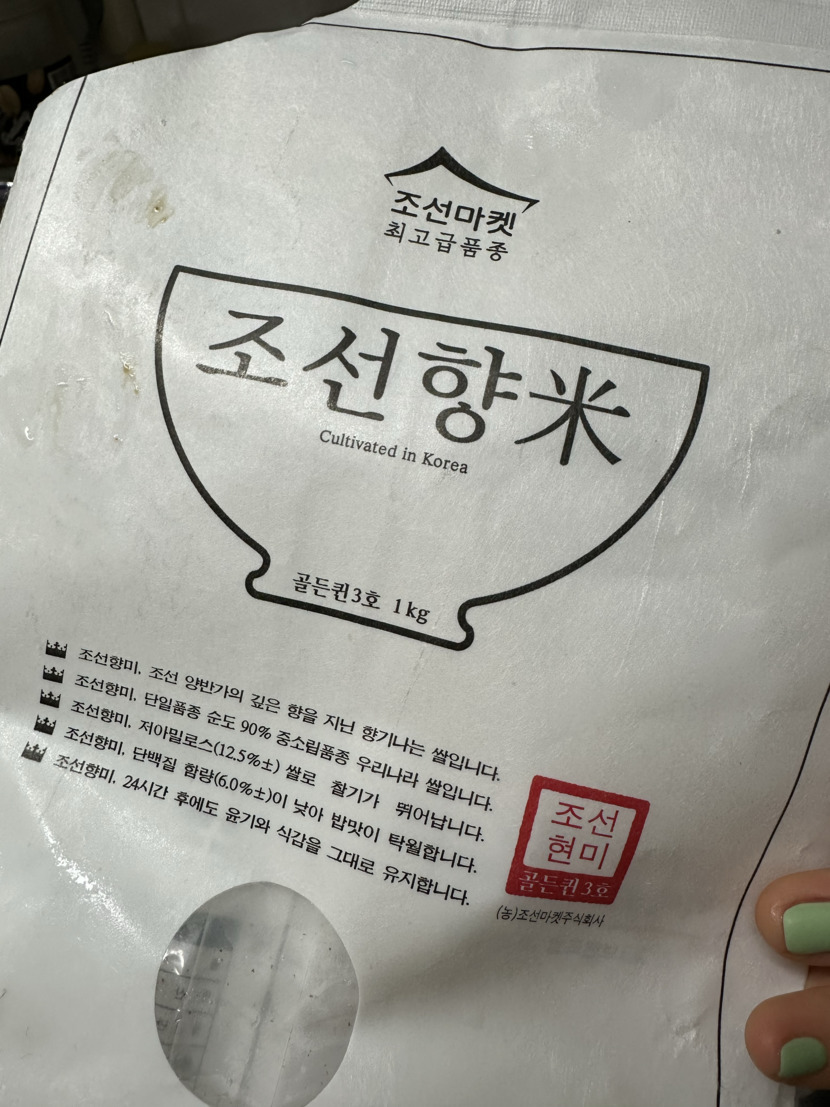 조선마켓
최고급품종
조선향米
Cultivated in Korea
골든퀸3호 1kg
조선향미, 조선 양반가의 깊은 향을 지닌 향기나는 쌀입니다.
조선향미, 단일품종 순도 90% 중소립품종 우리나라 쌀입니다.
조선향미, 저아밀로스(12.5%±) 쌀로 찰기가 뛰어납니다.
조선향미, 단백질 함량(6.0%±)이 낮아 밥맛이 탁월합니다.
조선향미, 24시간 후에도 윤기와 식감을 그대로 유지합니다.
조선
현미
골든퀸3호
(농)조선마켓주식회사